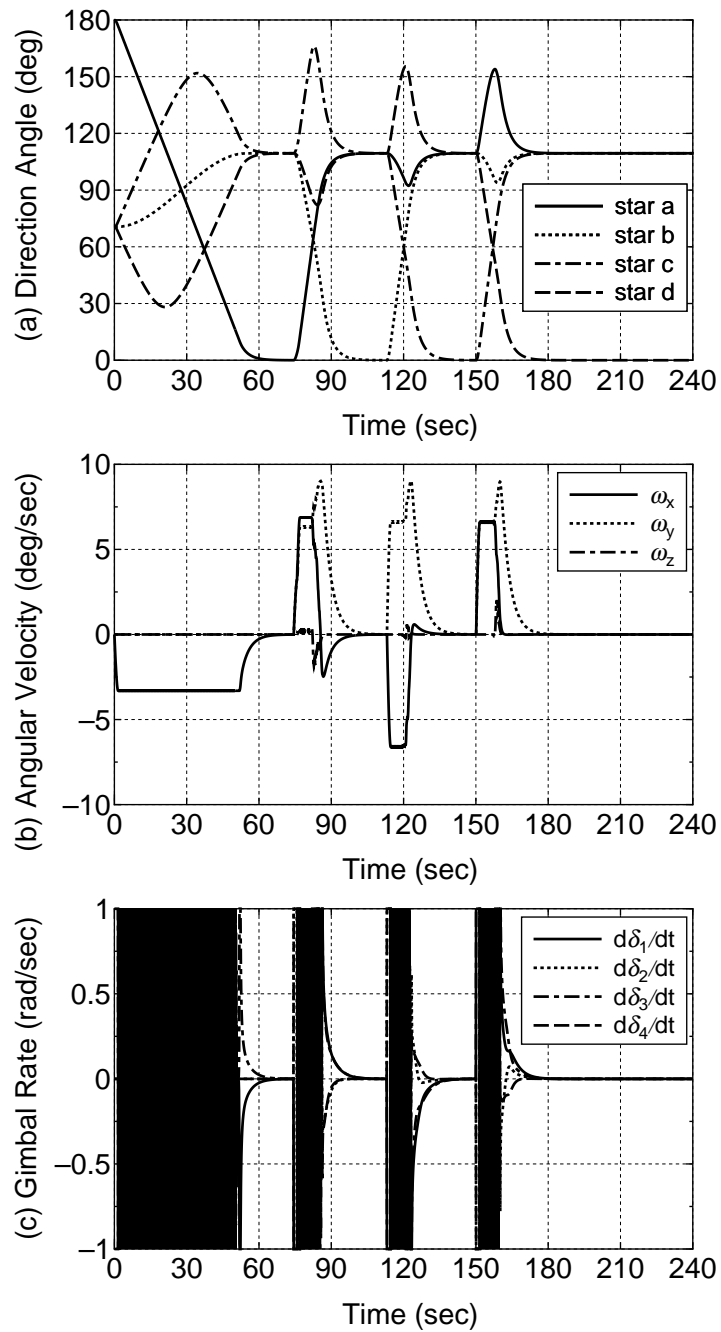 (a) Direction Angle (deg)
180
150
120
90
60
30
0
star a
star b
star c
star d
0 30 60 90 120 150 180 210 240
Time (sec)
(b) Angular Velocity (deg/sec)
10
5
0
–5
–10
ωx
ωy
ωz
0 30 60 90 120 150 180 210 240
Time (sec)
(c) Gimbal Rate (rad/sec)
1
0.5
0
–0.5
–1
dδ1/dt
dδ2/dt
dδ3/dt
dδ4/dt
0 30 60 90 120 150 180 210 240
Time (sec)